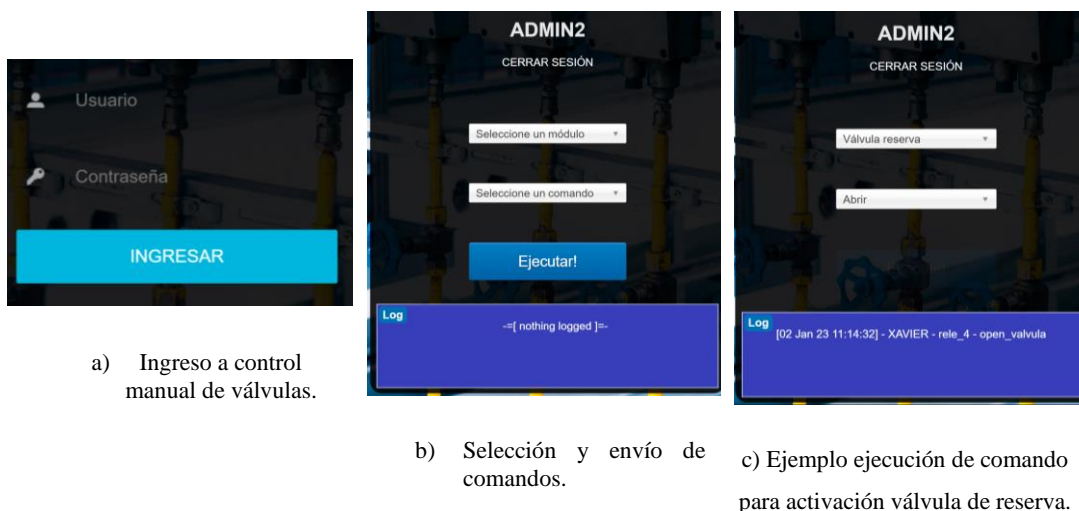 Usuario
Contraseña
INGRESAR
a) Ingreso a control
manual de válvulas.
ADMIN2
CERRAR SESIÓN
Seleccione un módulo
Seleccione un comando
Ejecutar!
Log
-=[ nothing logged ]=-
b) Selección y envío de
comandos.
ADMIN2
CERRAR SESIÓN
Válvula reserva
Abrir
Log
[02 Jan 23 11:14:32] - XAVIER - rele_4 - open_valvula
c) Ejemplo ejecución de comando
para activación válvula de reserva.